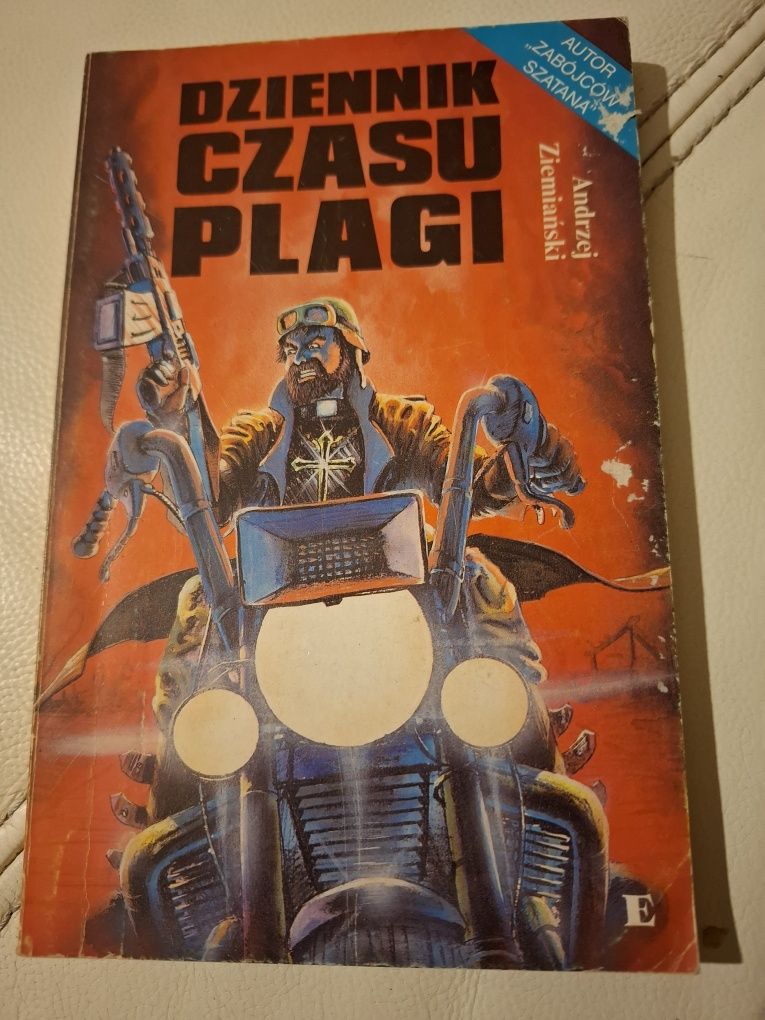 AUTOR
„ZABÓJCÓW
SZATANA”
DZIENNIK
CZASU
PLAGI
Andrzej
Ziemiański
E